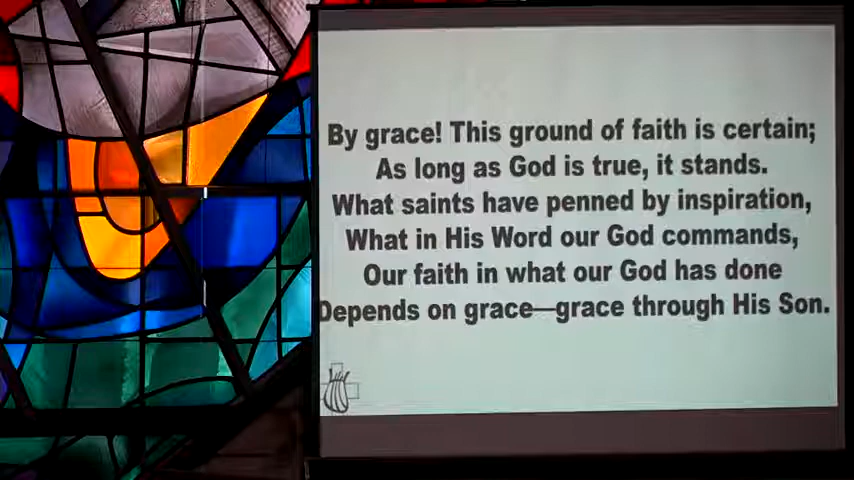 By grace! This ground of faith is certain;
As long as God is true, it stands.
What saints have penned by inspiration,
What in His Word our God commands,
Our faith in what our God has done
Depends on grace—grace through His Son.